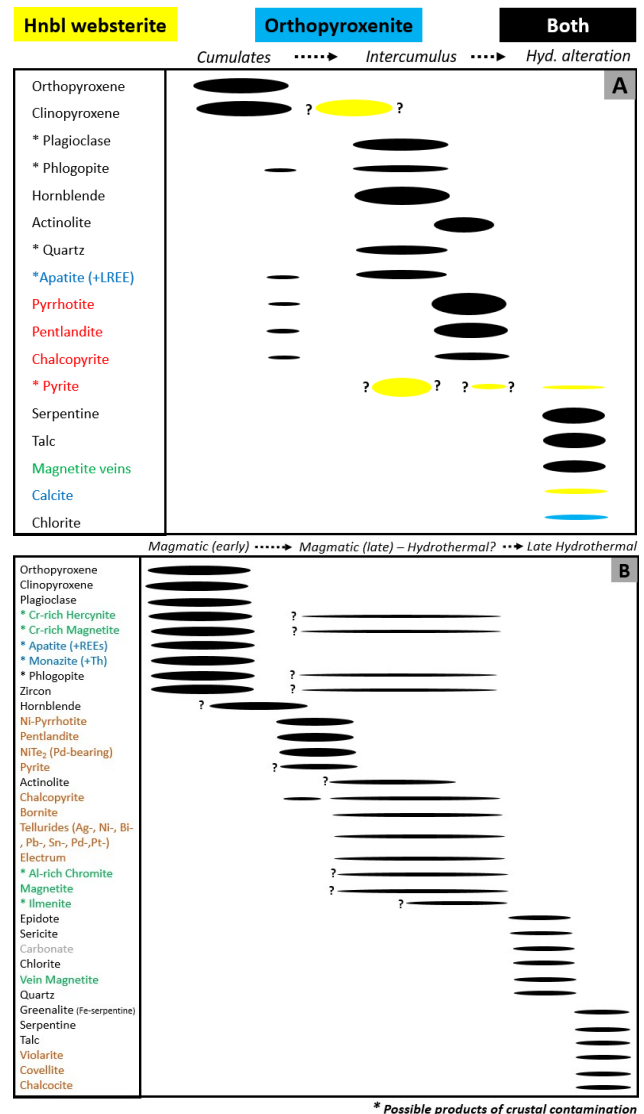 Hnbl websterite
Orthopyroxenite
Both
Cumulates
Intercumulus
Hyd. alteration
A
Orthopyroxene
Clinopyroxene
? ?
* Plagioclase
* Phlogopite
Hornblende
Actinolite
* Quartz
*Apatite (+LREE)
Pyrrhotite
Pentlandite
Chalcopyrite
* Pyrite
? ? ? ?
Serpentine
Talc
Magnetite veins
Calcite
Chlorite
Magmatic (early)
Magmatic (late) – Hydrothermal?
Late Hydrothermal
B
Orthopyroxene
Clinopyroxene
Plagioclase
* Cr-rich Hercynite
?
* Cr-rich Magnetite
?
* Apatite (+REEs)
* Monazite (+Th)
* Phlogopite
?
Zircon
?
Hornblende
?
Ni-Pyrrhotite
Pentlandite
NiTe₂ (Pd-bearing)
Pyrite
?
Actinolite
?
Chalcopyrite
Bornite
Tellurides (Ag-, Ni-, Bi-
, Pb-, Sn-, Pd-,Pt-)
Electrum
* Al-rich Chromite
?
Magnetite
?
* Ilmenite
?
Epidote
Sericite
Carbonate
Chlorite
Vein Magnetite
Quartz
Greenalite (Fe-serpentine)
Serpentine
Talc
Violarite
Covellite
Chalcocite
* Possible products of crustal contamination